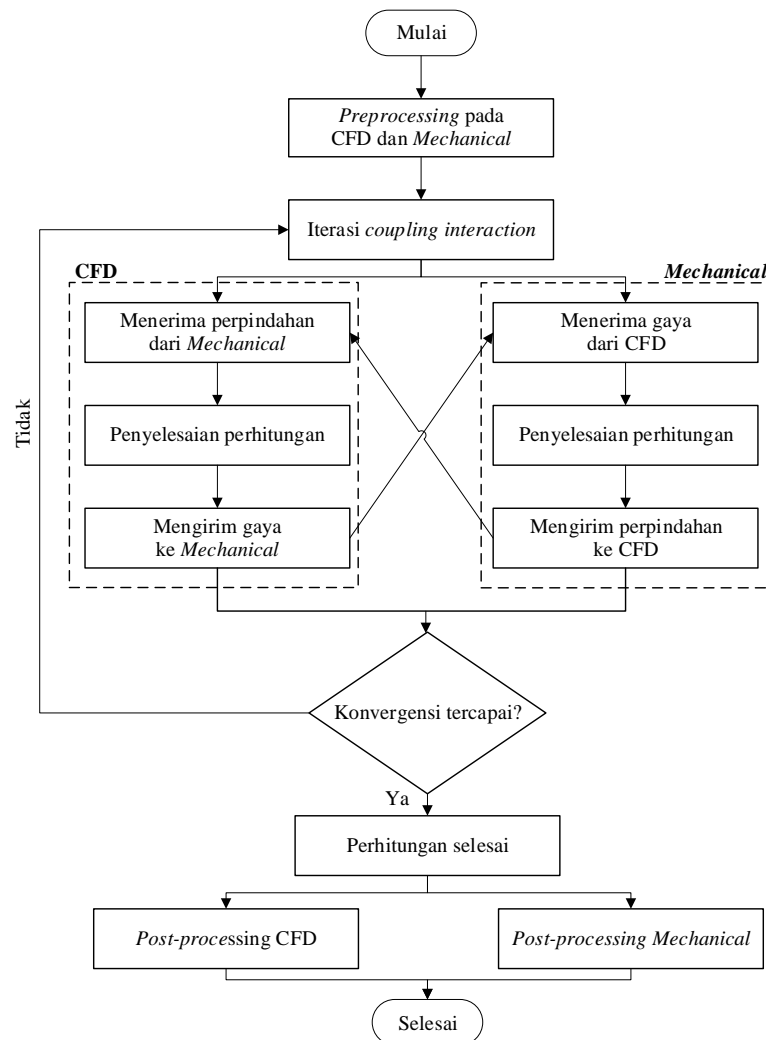 Mulai
Preprocessing pada
CFD dan Mechanical
Iterasi coupling interaction
CFD
Mechanical
Menerima perpindahan
dari Mechanical
Menerima gaya
dari CFD
Tidak
Penyelesaian perhitungan
Penyelesaian perhitungan
Mengirim gaya
ke Mechanical
Mengirim perpindahan
ke CFD
Konvergensi tercapai?
Ya
Perhitungan selesai
Post-processing CFD
Post-processing Mechanical
Selesai